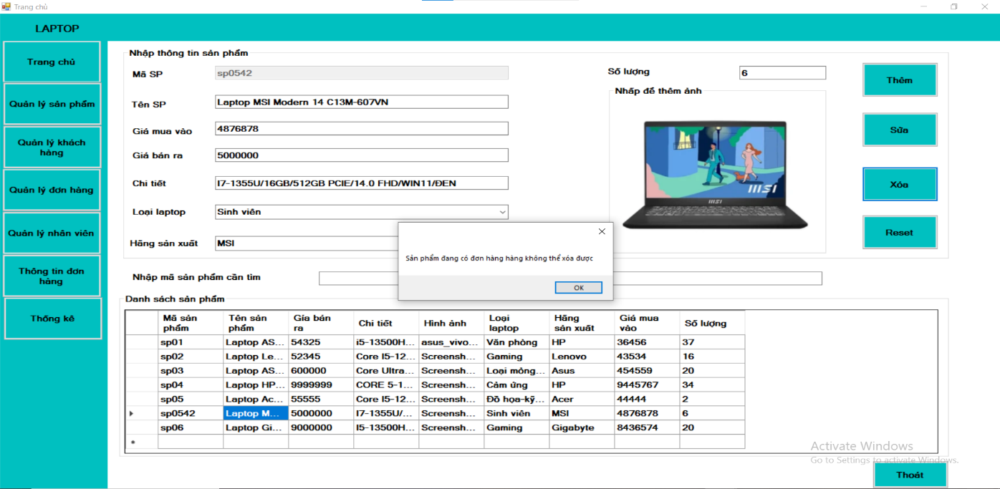 Trang chủ
LAPTOP
Trang chủ
Quản lý sản phẩm
Quản lý khách
hàng
Quản lý đơn hàng
Quản lý nhân viên
Thông tin đơn
hàng
Thống kê
Nhập thông tin sản phẩm
Mã SP
sp0542
Tên SP
Laptop MSI Modern 14 C13M-607VN
Giá mua vào
4876878
Giá bán ra
5000000
Chi tiết
I7-1355U/16GB/512GB PCIE/14.0 FHD/WIN11/ĐEN
Loại laptop
Sinh viên
Hãng sản xuất
MSI
Số lượng
6
Nhấp để thêm ảnh
msi
msi
Thêm
Sửa
Xóa
Reset
Sản phẩm đang có đơn hàng hàng không thể xóa được
OK
Nhập mã sản phẩm cần tìm
Danh sách sản phẩm
Mã sản phẩm Tên sản phẩm Gía bán ra Chi tiết Hình ảnh Loại laptop Hãng sản xuất Giá mua vào Số lượng
sp01 Laptop AS... 54325 i5-13500H... asus_vivo... Văn phòng HP 36456 37
sp02 Laptop Le... 52345 Core I5-12... Screensh... Gaming Lenovo 43534 16
sp03 Laptop AS... 600000 Core Ultra... Screensh... Loại mỏng... Asus 454559 20
sp04 Laptop HP... 9999999 CORE 5-1... Screensh... Cảm ứng HP 9445767 34
sp05 Laptop Ac... 55555 Core I5-12... Screensh... Đồ họa-kỹ... Acer 44444 2
sp0542 Laptop M... 5000000 I7-1355U/... Screensh... Sinh viên MSI 4876878 6
sp06 Laptop Gi... 9000000 I5-13500H... Screensh... Gaming Gigabyte 8436574 20
Activate Windows
Go to Settings to activate Windows.
Thoát